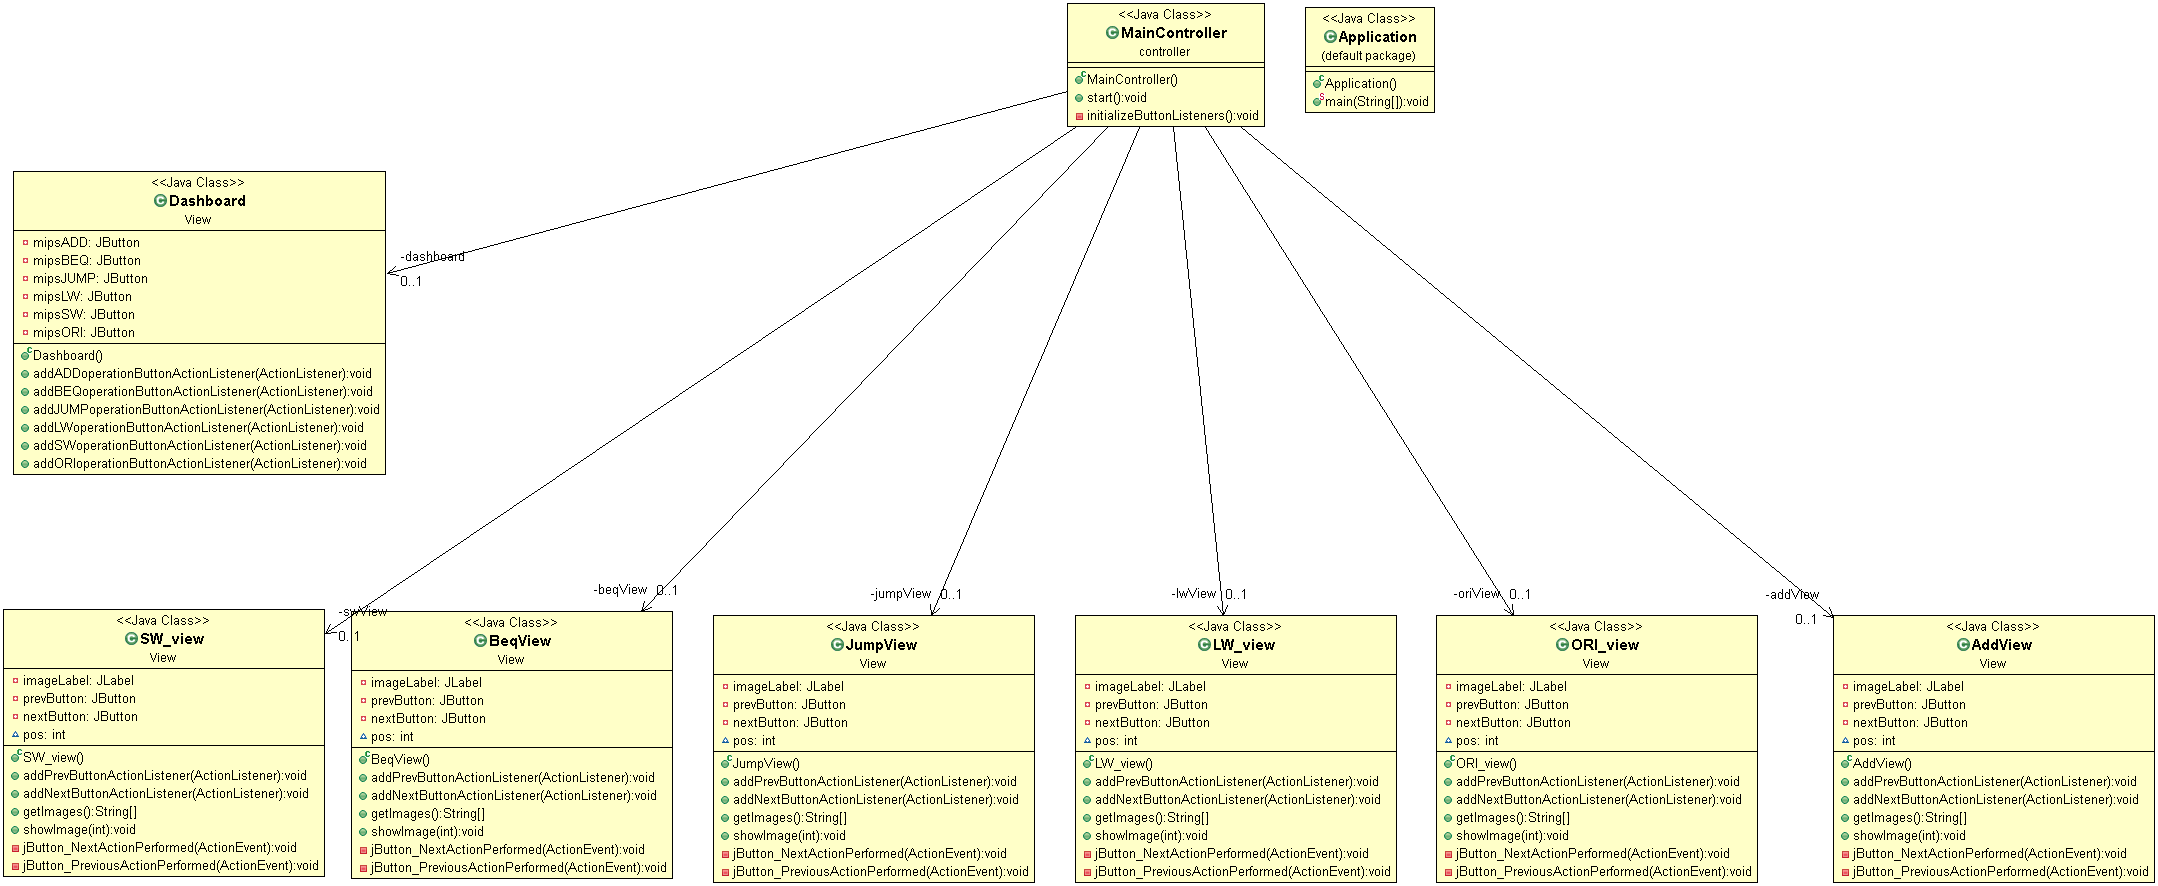 <<Java Class>>
MainController
controller
MainController()
start():void
initializeButtonListeners():void
<<Java Class>>
Application
(default package)
Application()
main(String[]):void
<<Java Class>>
Dashboard
View
mipsADD: JButton
mipsBEQ: JButton
mipsJUMP: JButton
mipsLW: JButton
mipsSW: JButton
mipsORI: JButton
Dashboard()
addADDoperationButtonActionListener(ActionListener):void
addBEQoperationButtonActionListener(ActionListener):void
addJUMPoperationButtonActionListener(ActionListener):void
addLWoperationButtonActionListener(ActionListener):void
addSWoperationButtonActionListener(ActionListener):void
addORIoperationButtonActionListener(ActionListener):void
-dashboard
0..1
-swView
0..1
-beqView 0..1
-jumpView 0..1
-lwView 0..1
-oriView 0..1
-addView
0..1
<<Java Class>>
SW_view
View
imageLabel: JLabel
prevButton: JButton
nextButton: JButton
pos: int
SW_view()
addPrevButtonActionListener(ActionListener):void
addNextButtonActionListener(ActionListener):void
getImages():String[]
showImage(int):void
jButton_NextActionPerformed(ActionEvent):void
jButton_PreviousActionPerformed(ActionEvent):void
<<Java Class>>
BeqView
View
imageLabel: JLabel
prevButton: JButton
nextButton: JButton
pos: int
BeqView()
addPrevButtonActionListener(ActionListener):void
addNextButtonActionListener(ActionListener):void
getImages():String[]
showImage(int):void
jButton_NextActionPerformed(ActionEvent):void
jButton_PreviousActionPerformed(ActionEvent):void
<<Java Class>>
JumpView
View
imageLabel: JLabel
prevButton: JButton
nextButton: JButton
pos: int
JumpView()
addPrevButtonActionListener(ActionListener):void
addNextButtonActionListener(ActionListener):void
getImages():String[]
showImage(int):void
jButton_NextActionPerformed(ActionEvent):void
jButton_PreviousActionPerformed(ActionEvent):void
<<Java Class>>
LW_view
View
imageLabel: JLabel
prevButton: JButton
nextButton: JButton
pos: int
LW_view()
addPrevButtonActionListener(ActionListener):void
addNextButtonActionListener(ActionListener):void
getImages():String[]
showImage(int):void
jButton_NextActionPerformed(ActionEvent):void
jButton_PreviousActionPerformed(ActionEvent):void
<<Java Class>>
ORI_view
View
imageLabel: JLabel
prevButton: JButton
nextButton: JButton
pos: int
ORI_view()
addPrevButtonActionListener(ActionListener):void
addNextButtonActionListener(ActionListener):void
getImages():String[]
showImage(int):void
jButton_NextActionPerformed(ActionEvent):void
jButton_PreviousActionPerformed(ActionEvent):void
<<Java Class>>
AddView
View
imageLabel: JLabel
prevButton: JButton
nextButton: JButton
pos: int
AddView()
addPrevButtonActionListener(ActionListener):void
addNextButtonActionListener(ActionListener):void
getImages():String[]
showImage(int):void
jButton_NextActionPerformed(ActionEvent):void
jButton_PreviousActionPerformed(ActionEvent):void